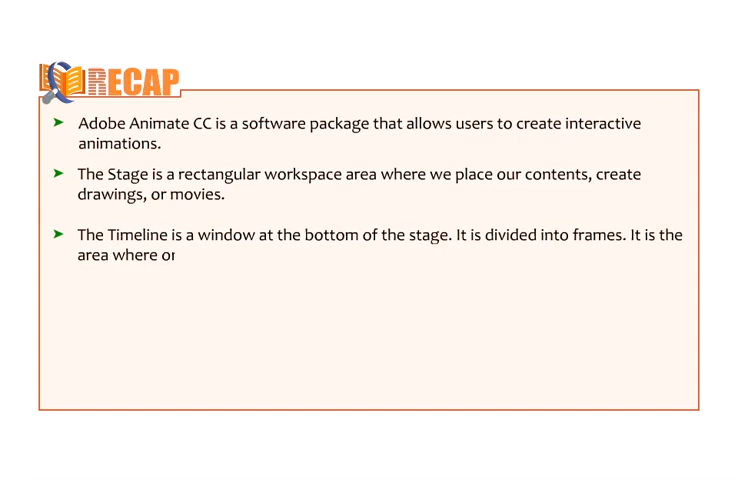 RECAP
➤ Adobe Animate CC is a software package that allows users to create interactive
animations.
➤ The Stage is a rectangular workspace area where we place our contents, create
drawings, or movies.
➤ The Timeline is a window at the bottom of the stage. It is divided into frames. It is the
area where